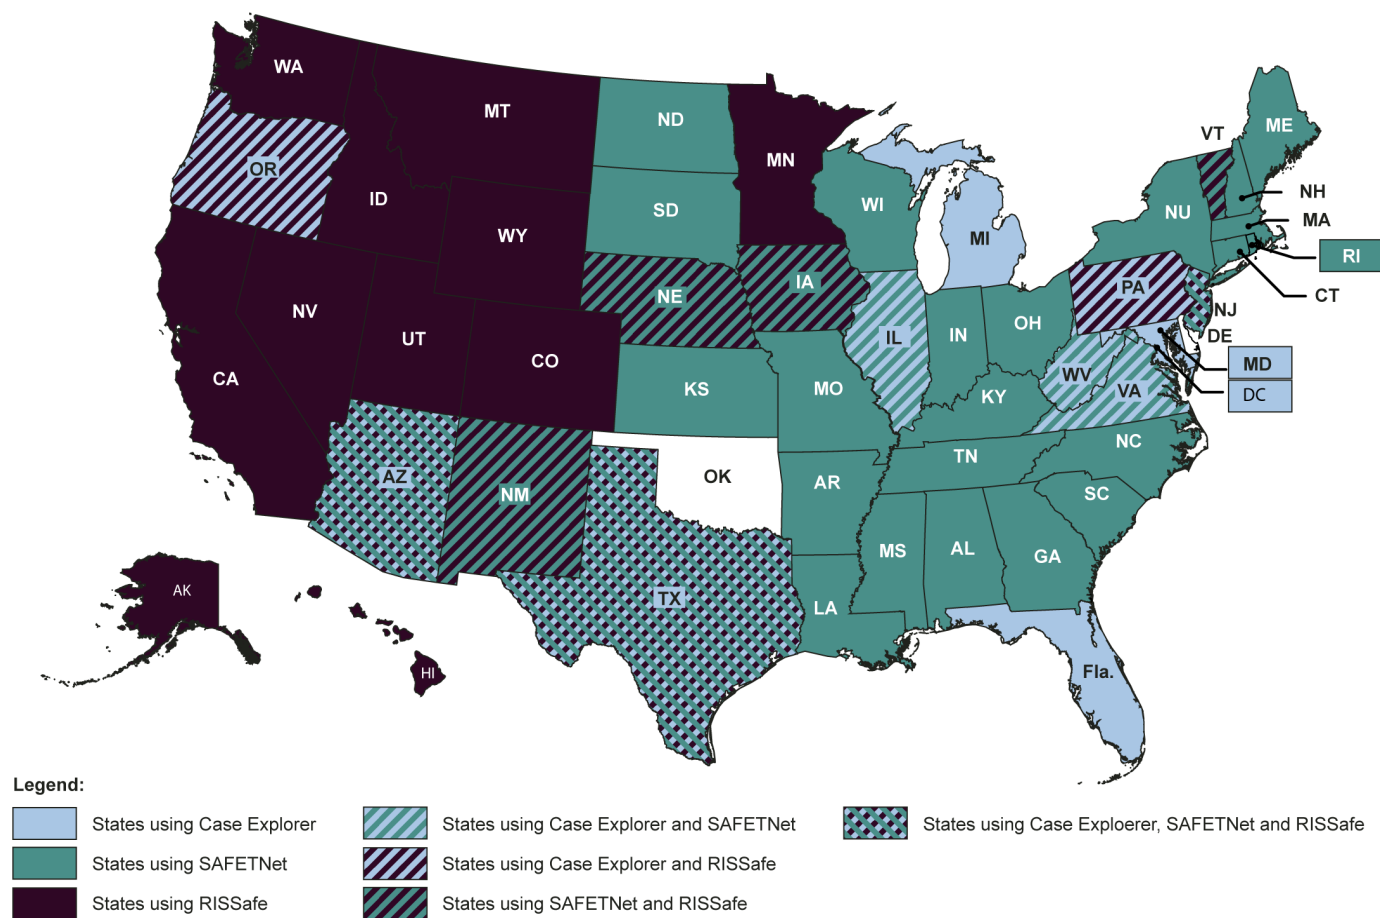 WA
MT
ND
MN
VT
ME
OR
ID
SD
WI
NU
NH
MA
WY
MI
RI
NE
IA
PA
CT
NV
UT
CO
IL
IN
OH
NJ
DE
CA
KS
MO
KY
WV
VA
MD
DC
AZ
NM
OK
AR
TN
NC
SC
TX
LA
MS
AL
GA
AK
HI
Fla.
Legend:
States using Case Explorer
States using Case Explorer and SAFETNet
States using Case Exploerer, SAFETNet and RISSafe
States using SAFETNet
States using Case Explorer and RISSafe
States using RISSafe
States using SAFETNet and RISSafe